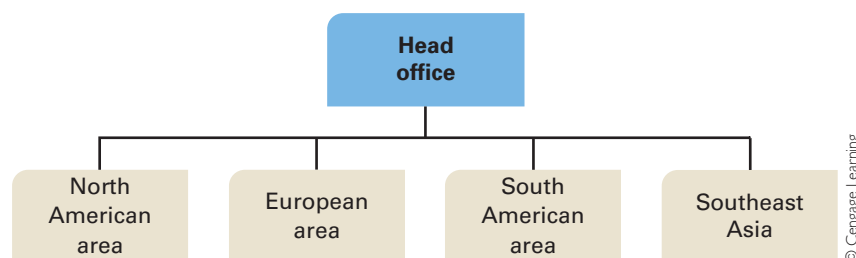 Head
office
North
American
area
European
area
South
American
area
Southeast
Asia
© Cengage Learning